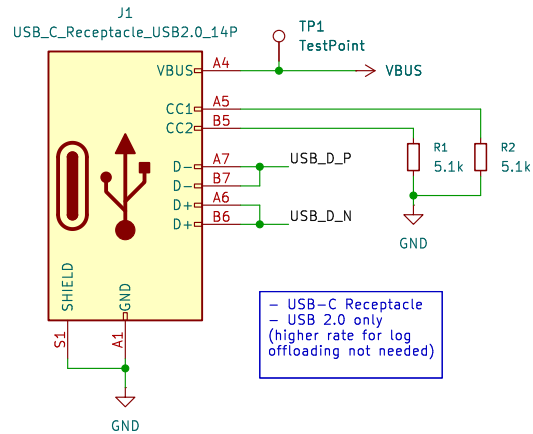 J1
USB_C_Receptacle_USB2.0_14P
TP1
TestPoint
VBUS
A4
VBUS
CC1
A5
CC2
B5
D-
A7
USB_D_P
D-
B7
D+
A6
D+
B6
USB_D_N
R1
5.1k
R2
5.1k
GND
SHIELD
GND
S1
A1
GND
- USB-C Receptacle
- USB 2.0 only
(higher rate for log
offloading not needed)